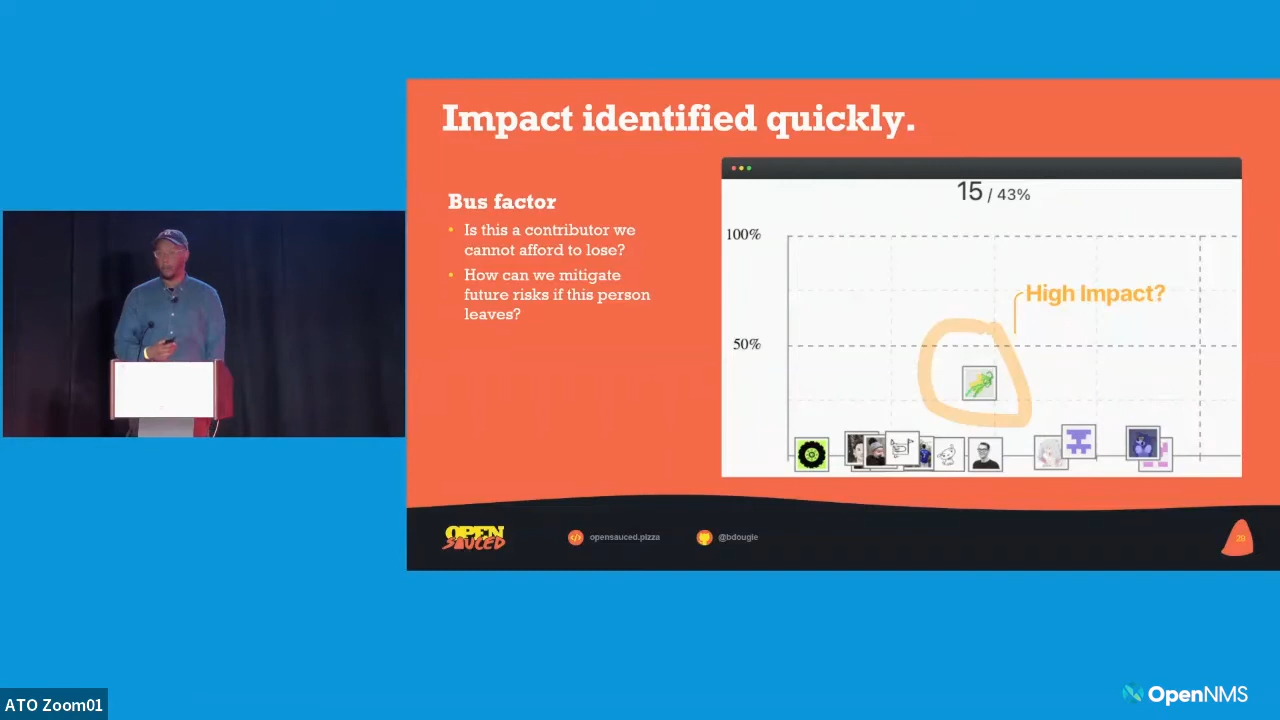 Impact identified quickly.
Bus factor
• Is this a contributor we
cannot afford to lose?
• How can we mitigate
future risks if this person
leaves?
15 / 43%
100%
High Impact?
50%
OPEN
SAUCED
opensauced.pizza
@bdougie
20
ATO Zoom01
OpenNMS